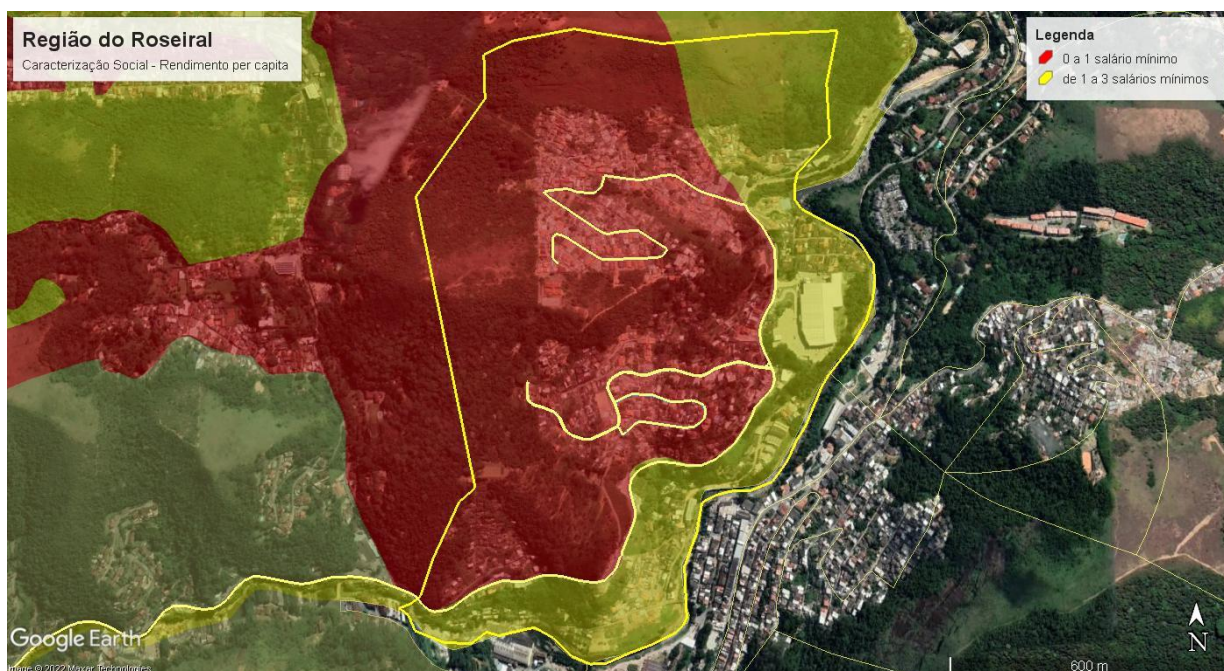 Região do Roseiral
Caracterização Social - Rendimento per capita
Legenda
0 a 1 salário mínimo
de 1 a 3 salários mínimos
Google Earth
Image © 2022 Maxar Technologies
N
600 m